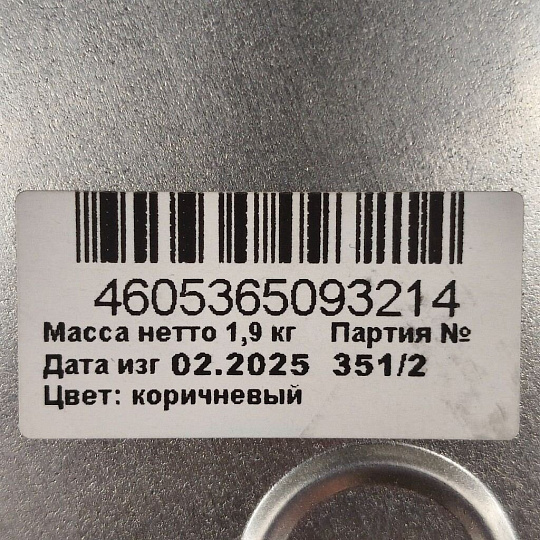 4605365093214
Масса нетто 1,9 кг Партия №
Дата изг 02.2025 351/2
Цвет: коричневый